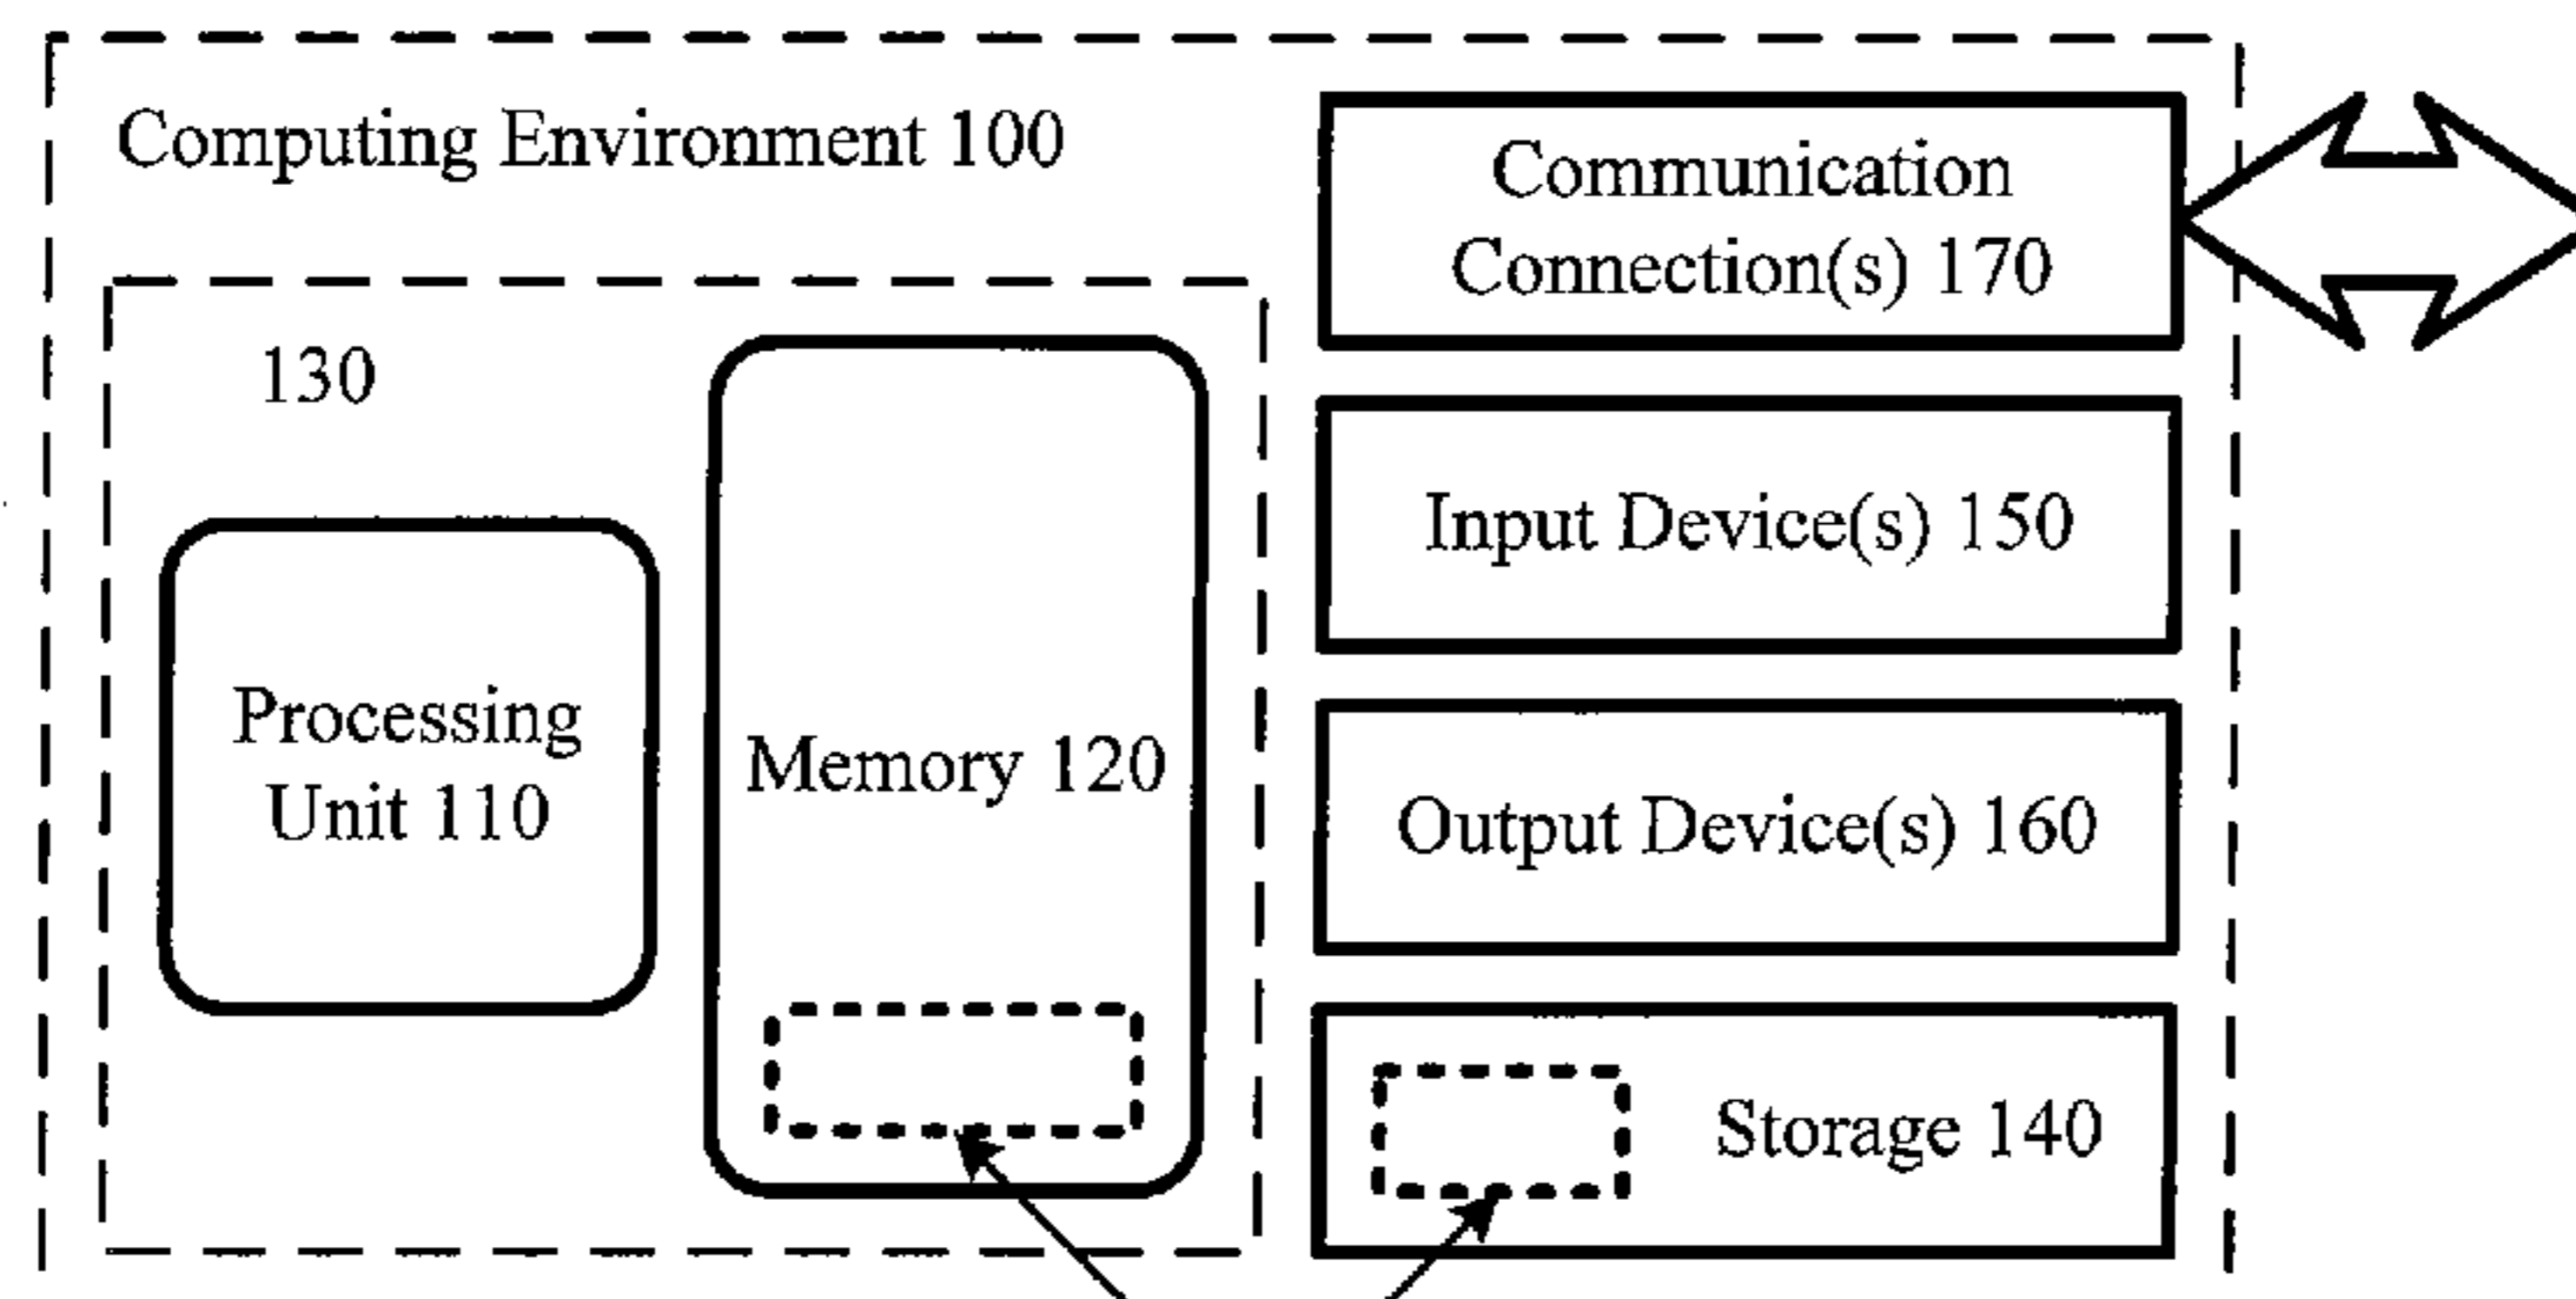 Computing Environment 100
Communication
Connection(s) 170
130
Input Device(s) 150
Processing
Unit 110
Memory 120
Output Device(s) 160
Storage 140